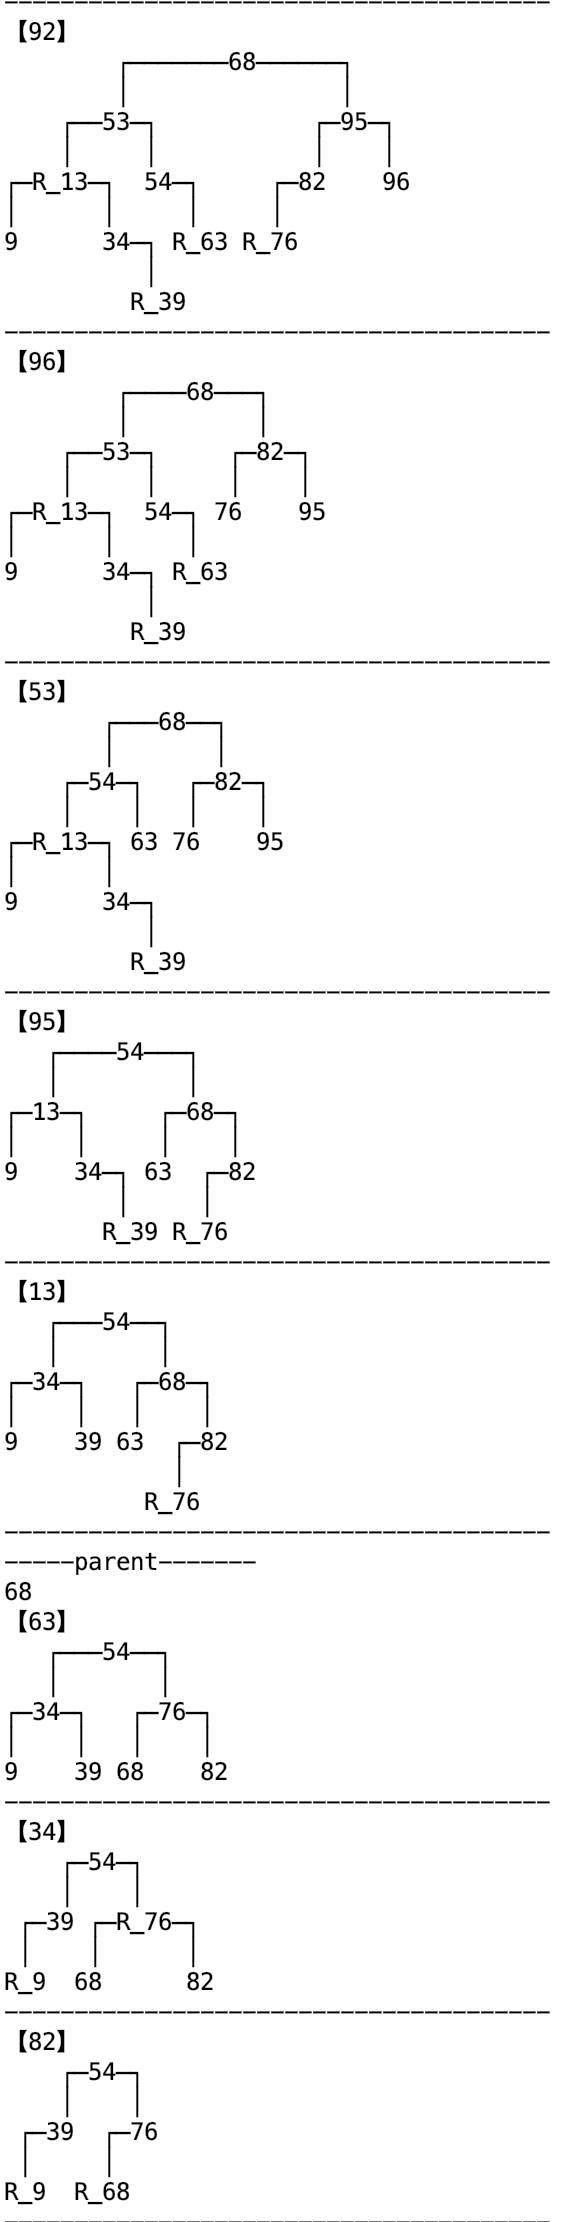 【92】
68
53 95
R_13 54 82 96
9 34 R_63 R_76
R_39
【96】
68
53 82
R_13 54 76 95
9 34 R_63
R_39
【53】
68
54 82
R_13 63 76 95
9 34
R_39
【95】
54
13 68
9 34 63 82
R_39 R_76
【13】
54
34 68
9 39 63 82
R_76
-----parent-------
68
【63】
54
34 76
9 39 68 82
【34】
54
39 R_76
R_9 68 82
【82】
54
39 76
R_9 R_68